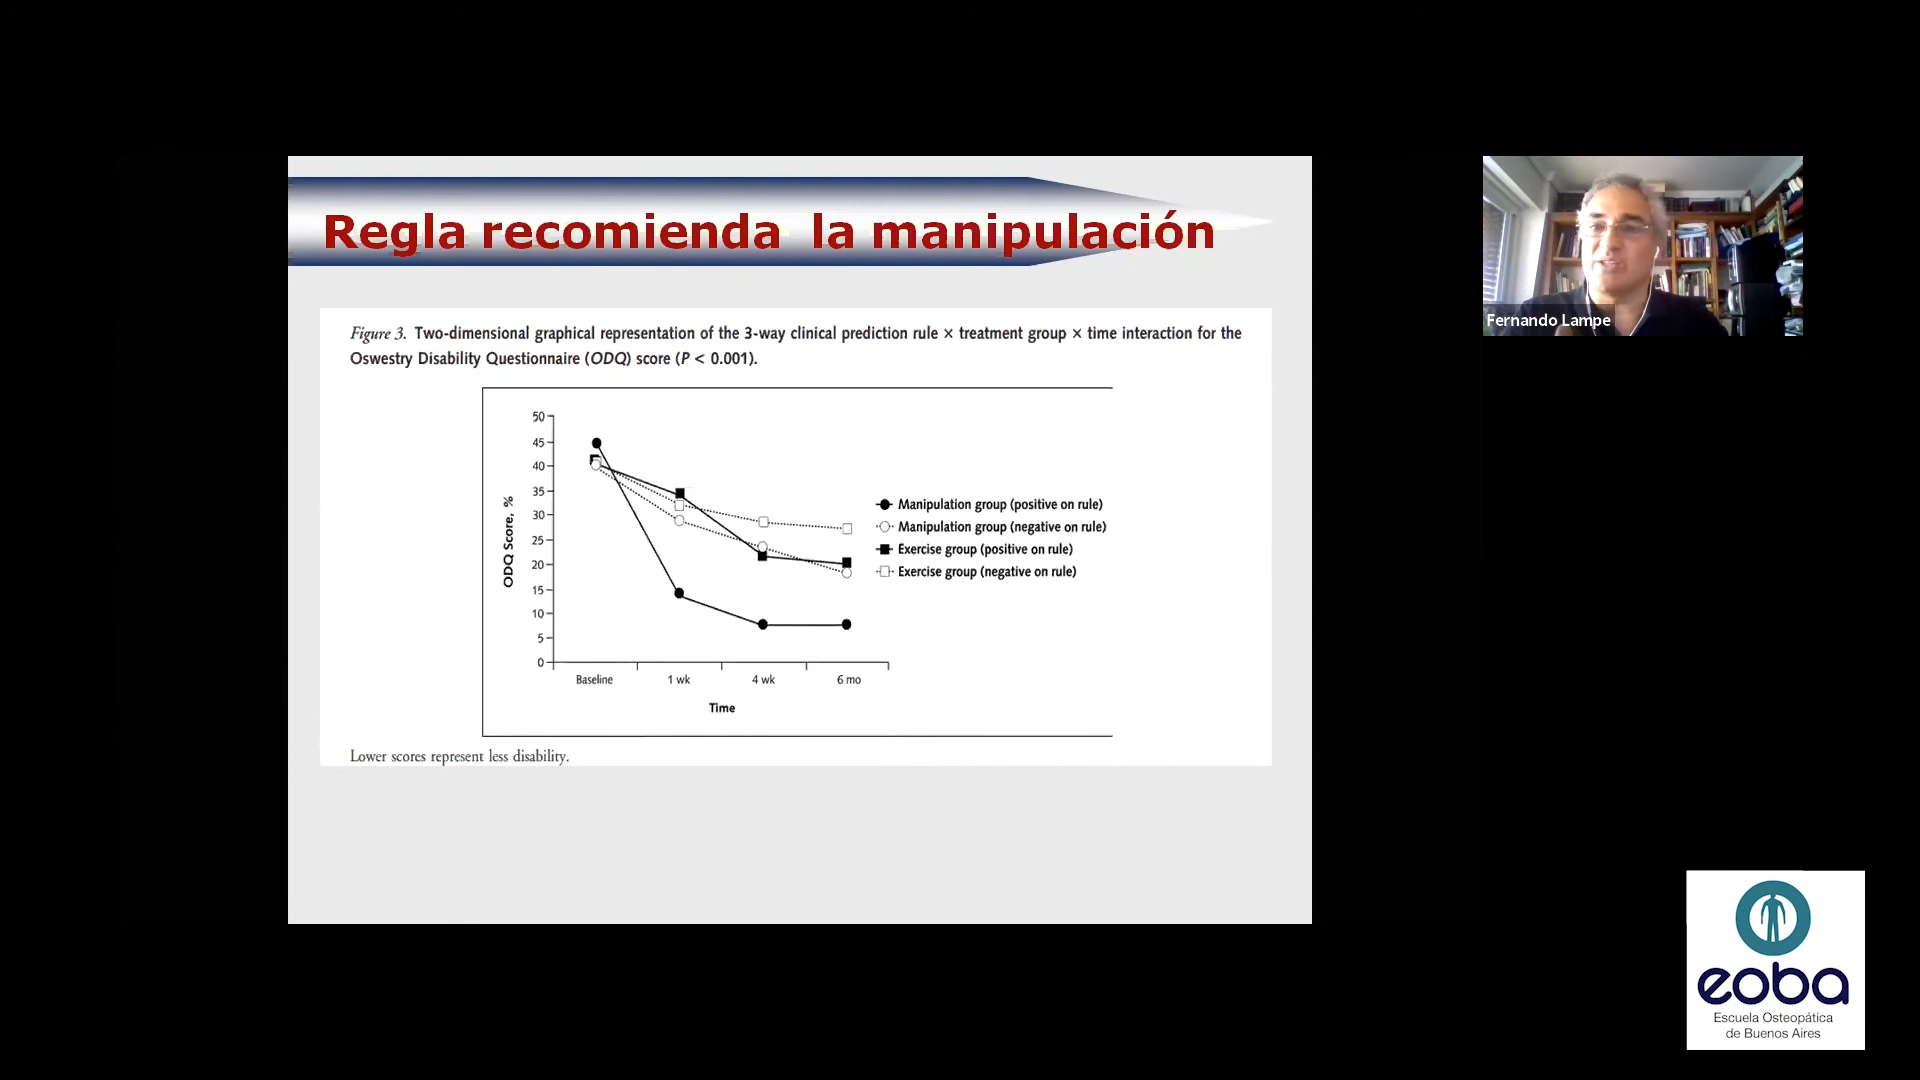 Regla recomienda la manipulación
Figure 3. Two-dimensional graphical representation of the 3-way clinical prediction rule × treatment group × time interaction for the
Oswestry Disability Questionnaire (ODQ) score (P < 0.001).
50
45
40
35
30
25
20
15
10
5
0
ODQ Score, %
Baseline
1 wk
4 wk
6 mo
Time
Manipulation group (positive on rule)
Manipulation group (negative on rule)
Exercise group (positive on rule)
Exercise group (negative on rule)
Lower scores represent less disability.
Fernando Lampe
eoba
Escuela Osteopática
de Buenos Aires